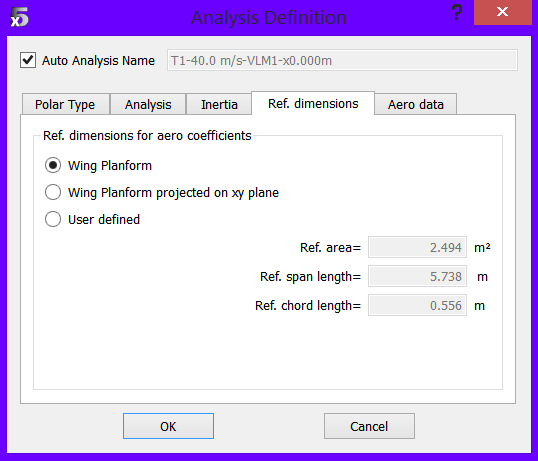 Analysis Definition ?
Auto Analysis Name T1-40.0 m/s-VLM1-x0.000m
Polar Type Analysis Inertia Ref. dimensions Aero data
Ref. dimensions for aero coefficients
Wing Planform
Wing Planform projected on xy plane
User defined
Ref. area= 2.494 m²
Ref. span length= 5.738 m
Ref. chord length= 0.556 m
OK Cancel